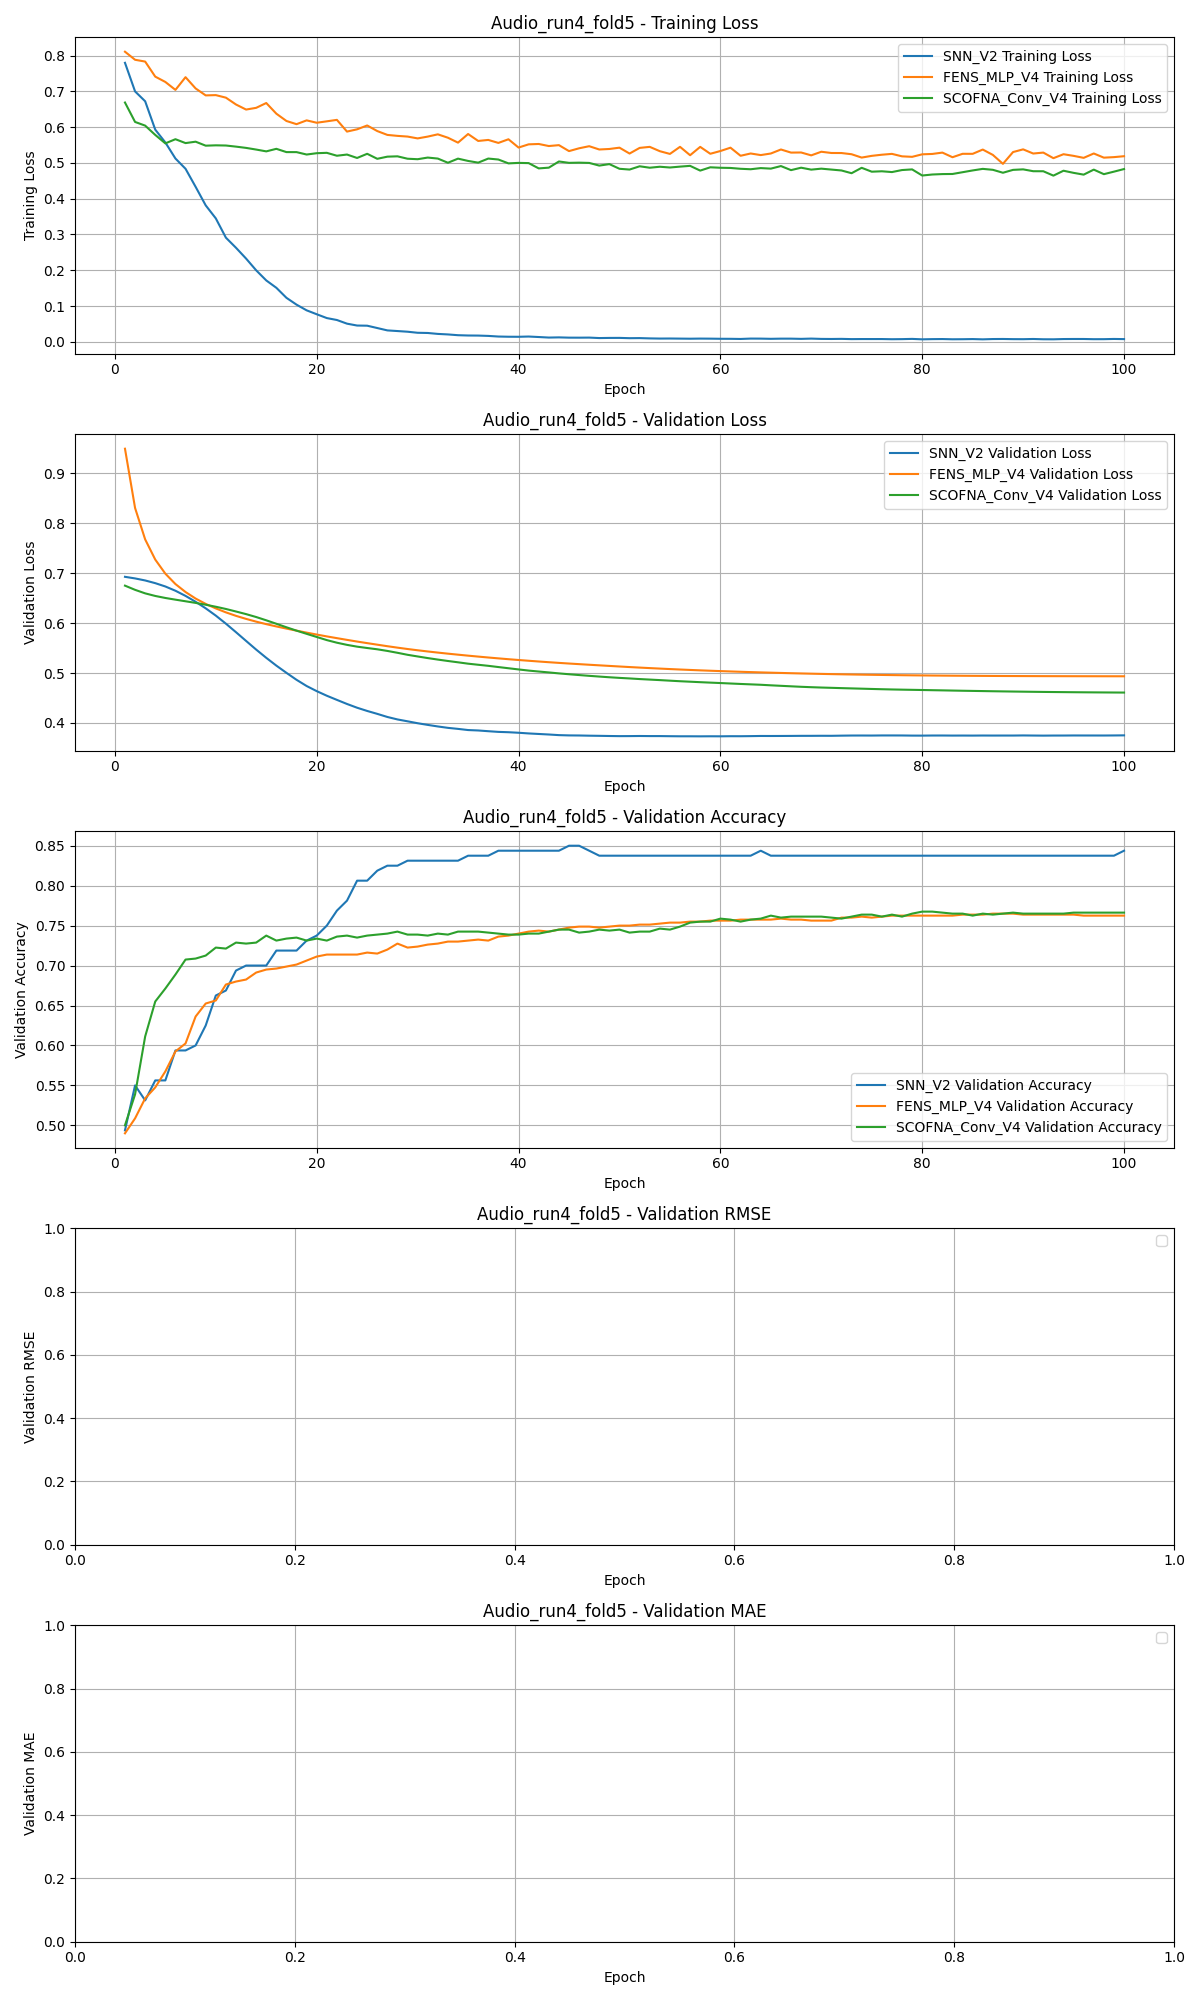 Audio_run4_fold5 - Training Loss
0.8
0.7
0.6
0.5
0.4
0.3
0.2
0.1
0.0
Training Loss
SNN_V2 Training Loss
FENS_MLP_V4 Training Loss
SCOFNA_Conv_V4 Training Loss
0 20 40 60 80 100
Epoch
Audio_run4_fold5 - Validation Loss
0.9
0.8
0.7
0.6
0.5
0.4
Validation Loss
SNN_V2 Validation Loss
FENS_MLP_V4 Validation Loss
SCOFNA_Conv_V4 Validation Loss
0 20 40 60 80 100
Epoch
Audio_run4_fold5 - Validation Accuracy
0.85
0.80
0.75
0.70
0.65
0.60
0.55
0.50
Validation Accuracy
SNN_V2 Validation Accuracy
FENS_MLP_V4 Validation Accuracy
SCOFNA_Conv_V4 Validation Accuracy
0 20 40 60 80 100
Epoch
Audio_run4_fold5 - Validation RMSE
1.0
0.8
0.6
0.4
0.2
0.0
Validation RMSE
0.0 0.2 0.4 0.6 0.8 1.0
Epoch
Audio_run4_fold5 - Validation MAE
1.0
0.8
0.6
0.4
0.2
0.0
Validation MAE
0.0 0.2 0.4 0.6 0.8 1.0
Epoch